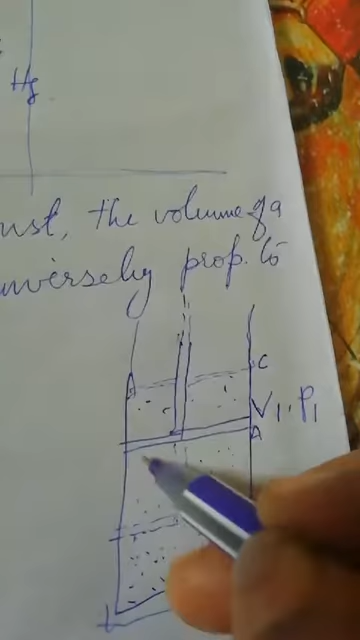 Hg
nst, the volume of a
nversely prop. to
C
A
V₁, P₁
A